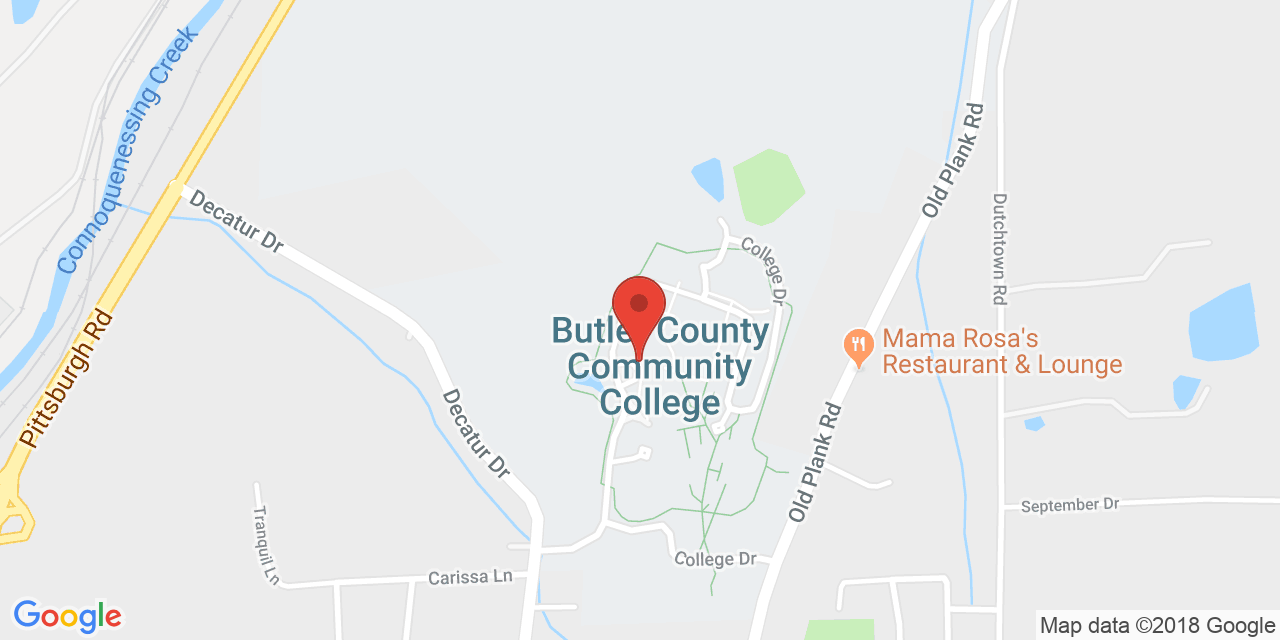 Connoquenessing Creek
Pittsburgh Rd
Decatur Dr
Old Plank Rd
Dutchtown Rd
College Dr
Butler County
Community
College
Mama Rosa's
Restaurant & Lounge
Decatur Dr
Old Plank Rd
September Dr
Tranquil Ln
Carissa Ln
College Dr
Google
Map data ©2018 Google